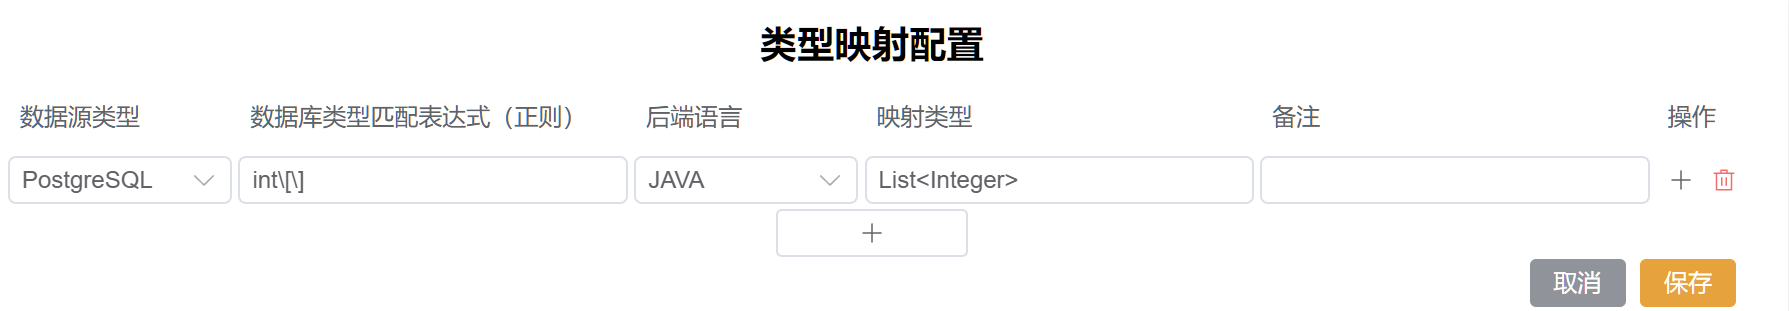 类型映射配置
数据源类型 数据库类型匹配表达式（正则） 后端语言 映射类型 备注 操作
PostgreSQL int\[\] JAVA List<Integer>
取消 保存